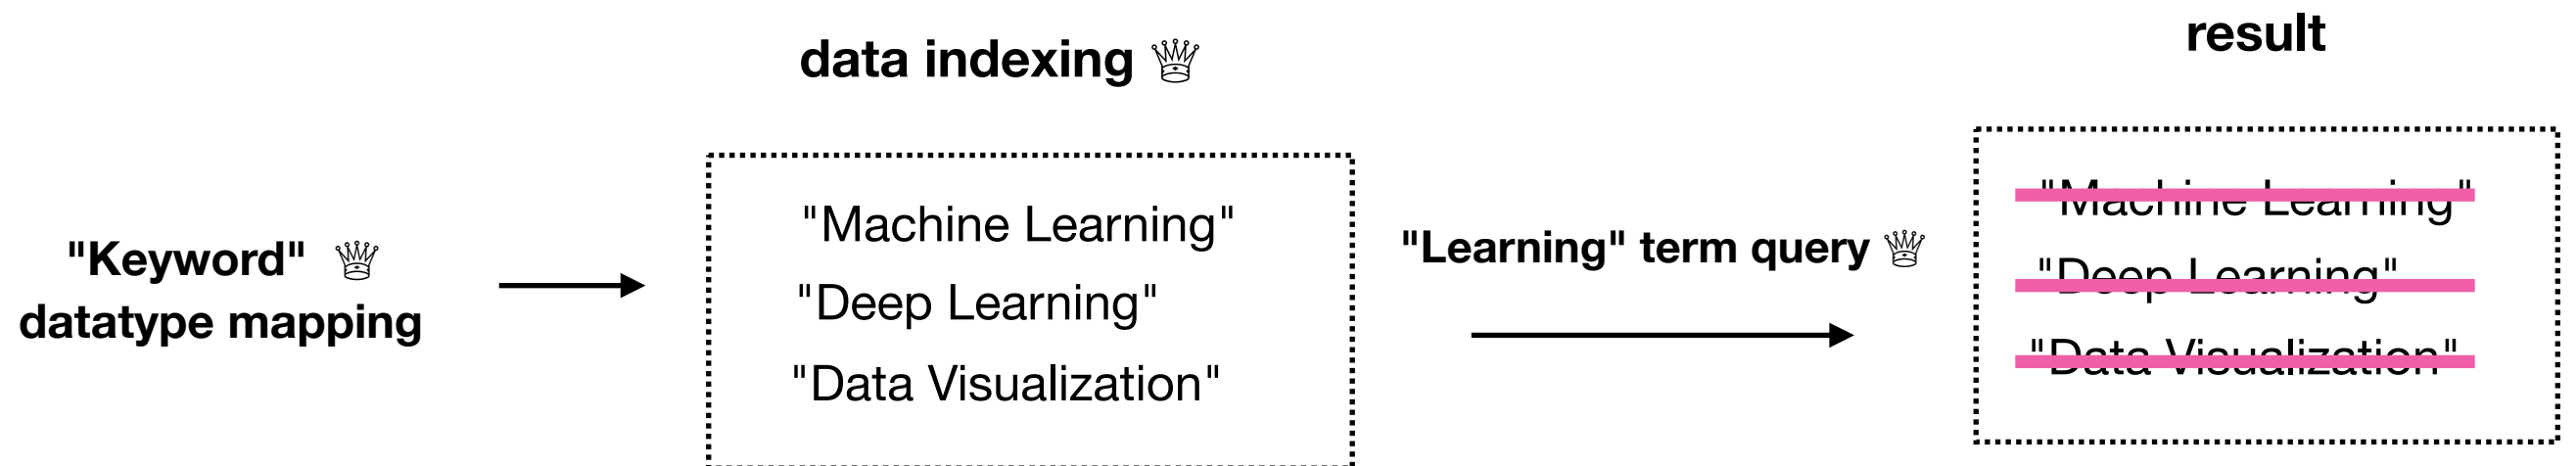 data indexing ♕
result
"Keyword" ♕
datatype mapping
"Machine Learning"
"Deep Learning"
"Data Visualization"
"Learning" term query ♕
"Machine Learning"
"Deep Learning"
"Data Visualization"